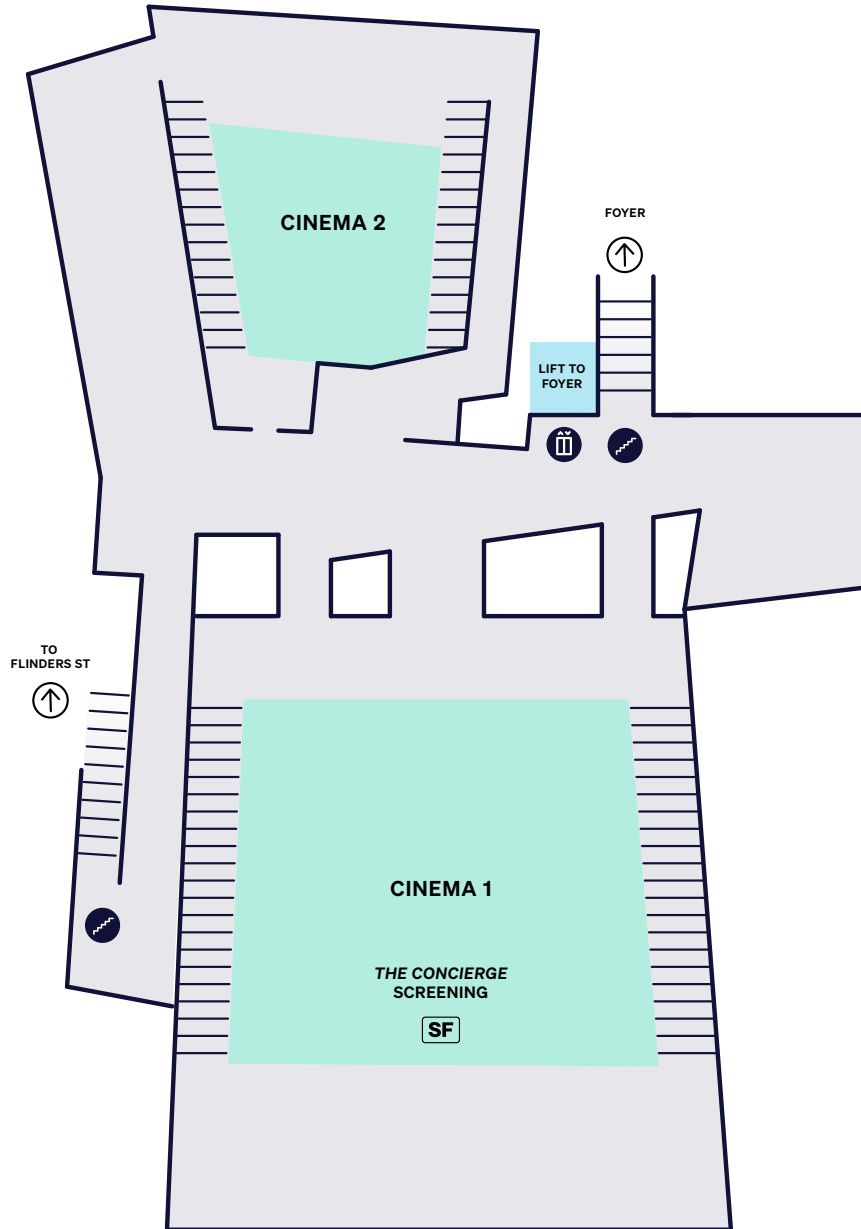 CINEMA 2
FOYER
LIFT TO
FOYER
TO
FLINDERS ST
CINEMA 1
THE CONCIERGE
SCREENING
SF